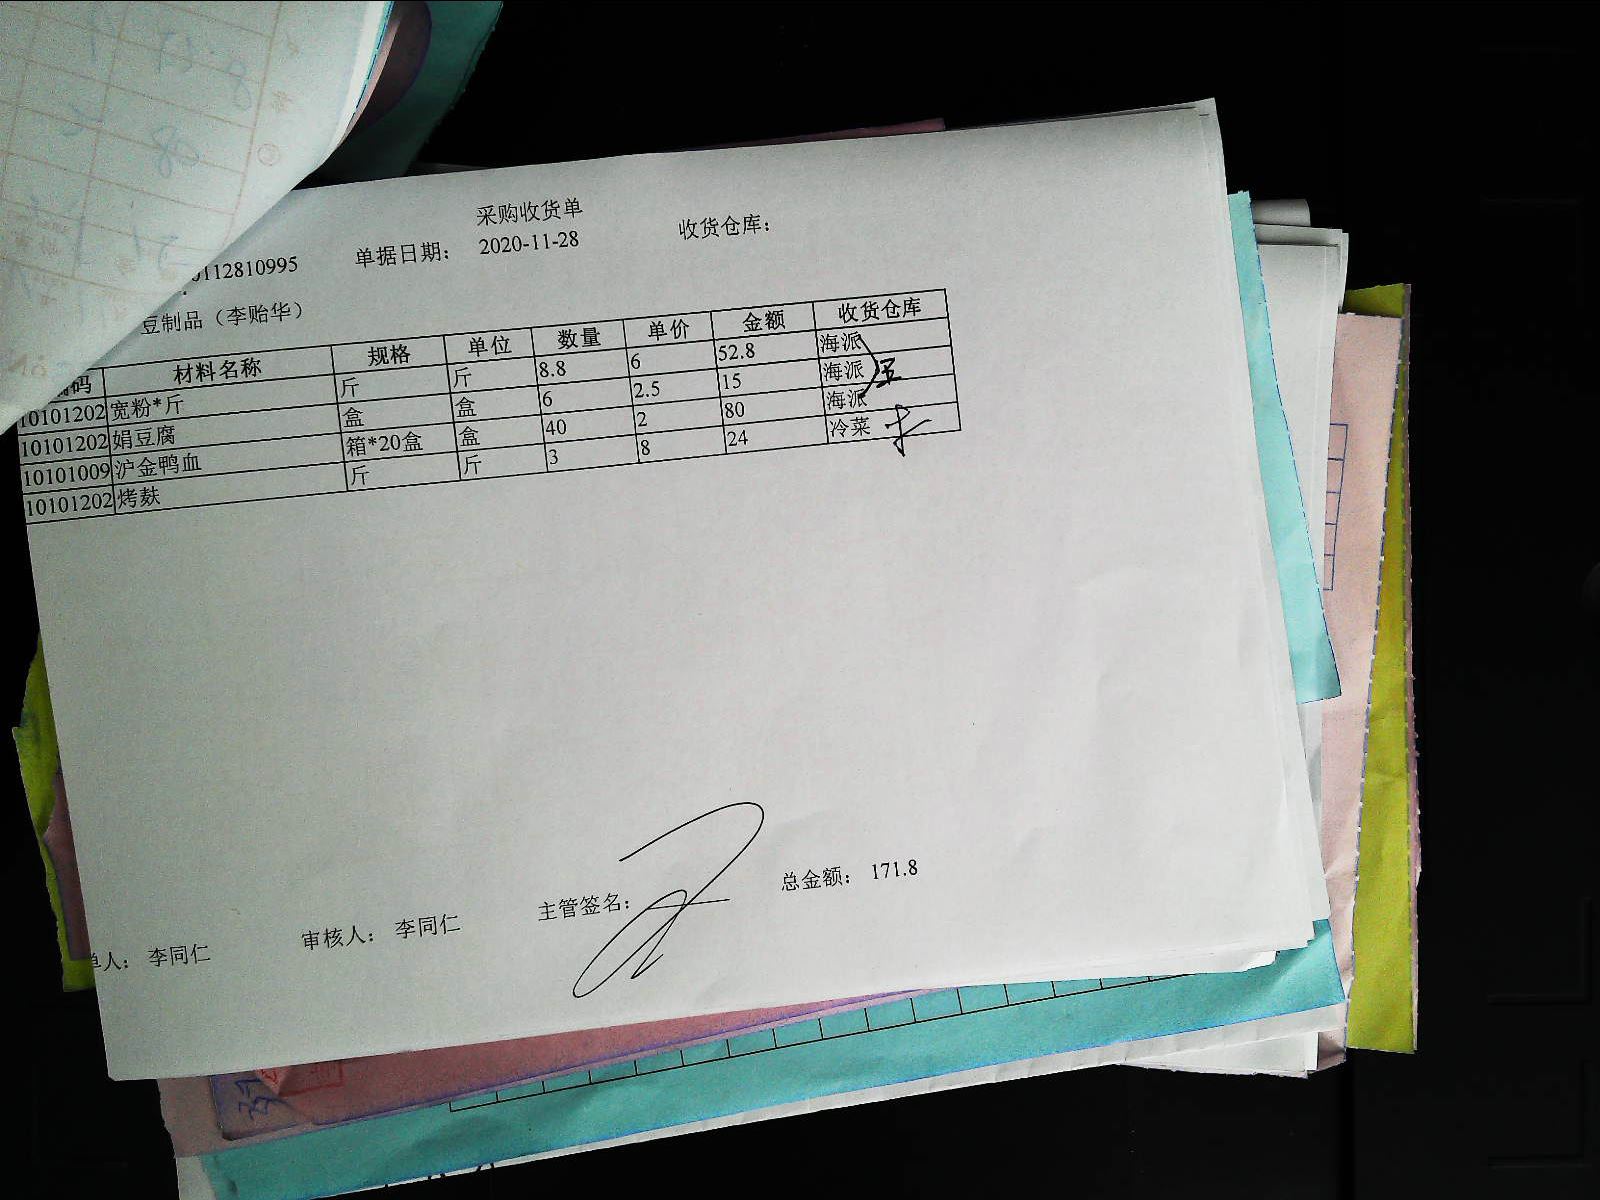 采购收货单
0112810995 单据日期: 2020-11-28 收货仓库:
豆制品（李贻华）
码 材料名称 规格 单位 数量 单价 金额 收货仓库
10101202 宽粉*斤 斤 斤 8.8 6 52.8 海派
10101202 娟豆腐 盒 盒 6 2.5 15 海派
10101009 沪金鸭血 箱*20盒 盒 40 2 80 海派
10101202 烤麸 斤 斤 3 8 24 冷菜
单人: 李同仁 审核人: 李同仁 主管签名: 总金额: 171.8